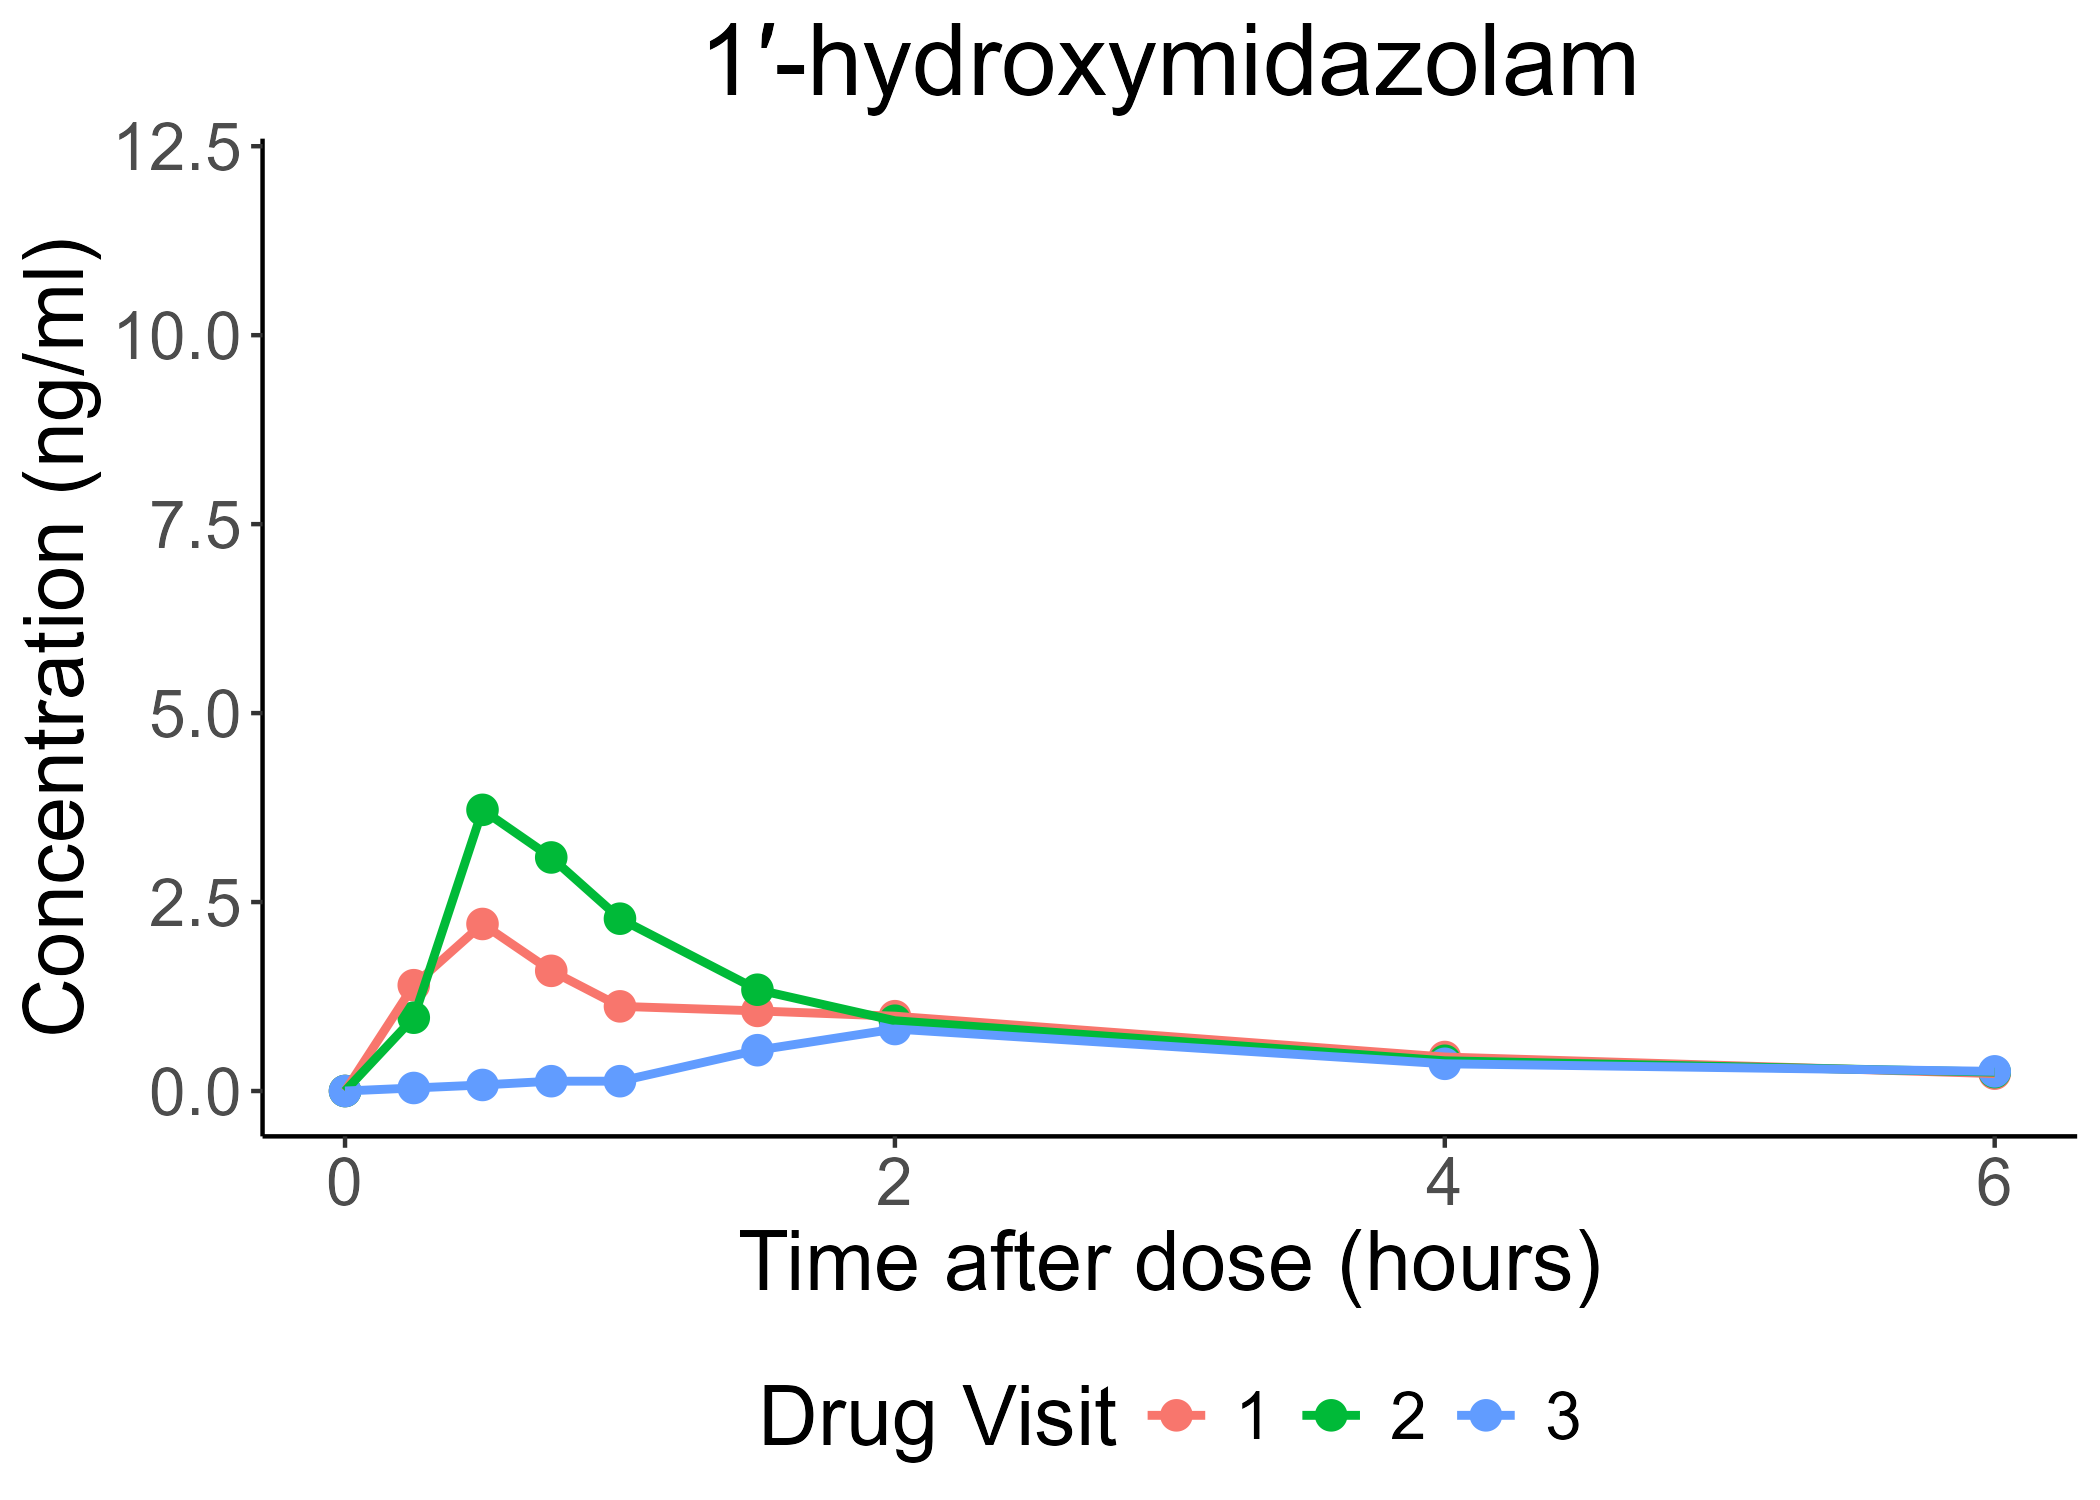 1′-hydroxymidazolam
Concentration (ng/ml)
12.5
10.0
7.5
5.0
2.5
0.0
0 2 4 6
Time after dose (hours)
Drug Visit 1 2 3